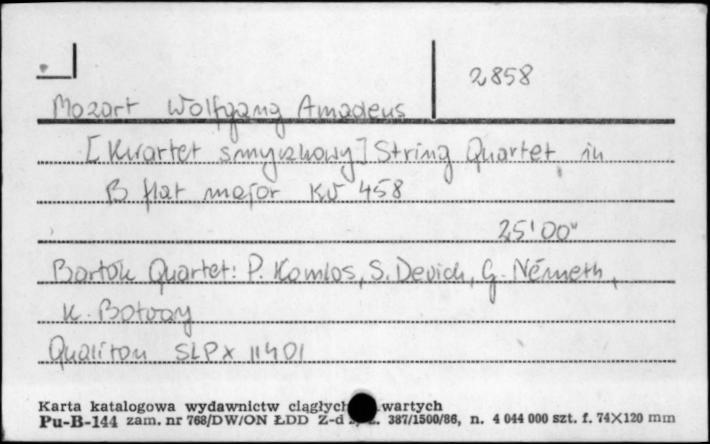 2858
Mozart Wolfgang Amadeus
[Kwartet smyczkowy] String Quartet in
B flat major KV 458
25'00"
Bartók Quartet: P. Komlos, S. Devich, G. Németh,
K. Botvay
Qualiton SLPX 11401
Karta katalogowa wydawnictw ciągłych wartych
Pu-B-144 zam. nr 768/DW/ON ŁDD Z-d 387/1500/86, n. 4 044 000 szt. f. 74X120 mm